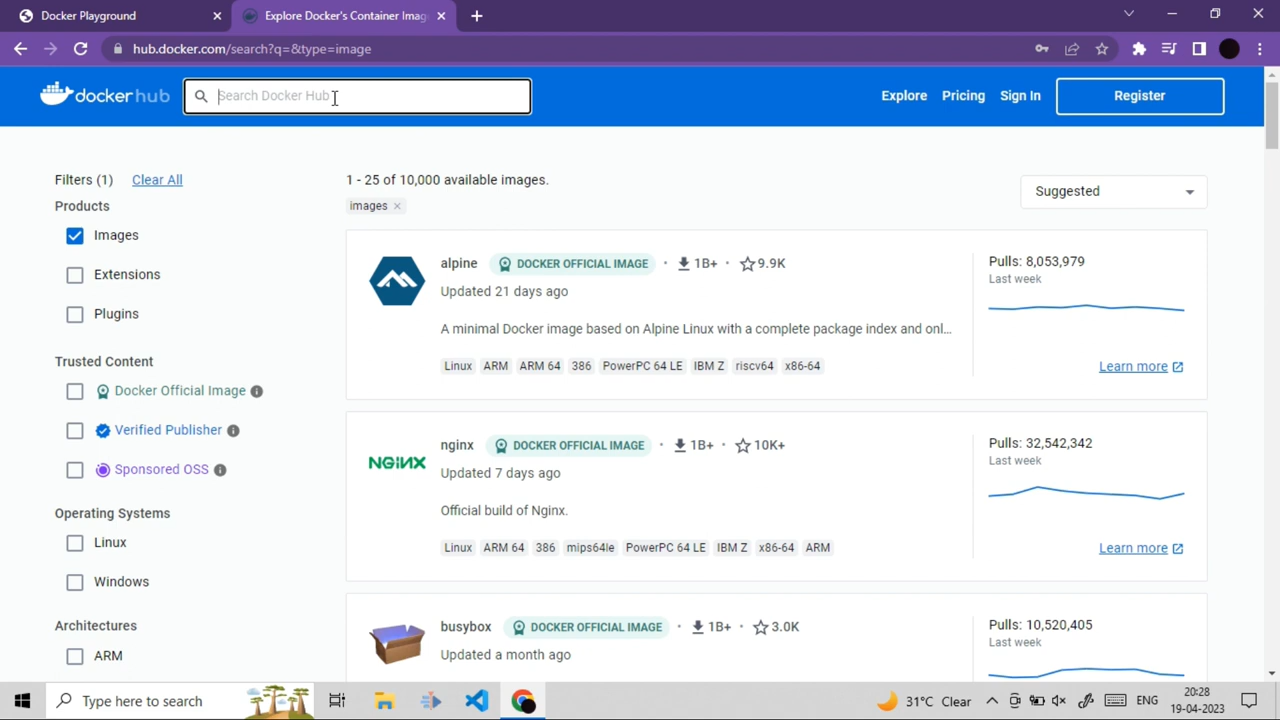 Docker Playground
Explore Docker's Container Imag
hub.docker.com/search?q=&type=image
docker hub
Search Docker Hub
Explore
Pricing
Sign In
Register
Filters (1)
Clear All
Products
Images
Extensions
Plugins
Trusted Content
Docker Official Image
Verified Publisher
Sponsored OSS
Operating Systems
Linux
Windows
Architectures
ARM
1 - 25 of 10,000 available images.
images
Suggested
alpine DOCKER OFFICIAL IMAGE · 1B+ · 9.9K
Updated 21 days ago
A minimal Docker image based on Alpine Linux with a complete package index and onl...
Linux ARM ARM 64 386 PowerPC 64 LE IBM Z riscv64 x86-64
Pulls: 8,053,979
Last week
Learn more
NGINX
nginx DOCKER OFFICIAL IMAGE · 1B+ · 10K+
Updated 7 days ago
Official build of Nginx.
Linux ARM 64 386 mips64le PowerPC 64 LE IBM Z x86-64 ARM
Pulls: 32,542,342
Last week
Learn more
busybox DOCKER OFFICIAL IMAGE · 1B+ · 3.0K
Updated a month ago
Pulls: 10,520,405
Last week
Type here to search
31°C Clear
ENG
20:28
19-04-2023